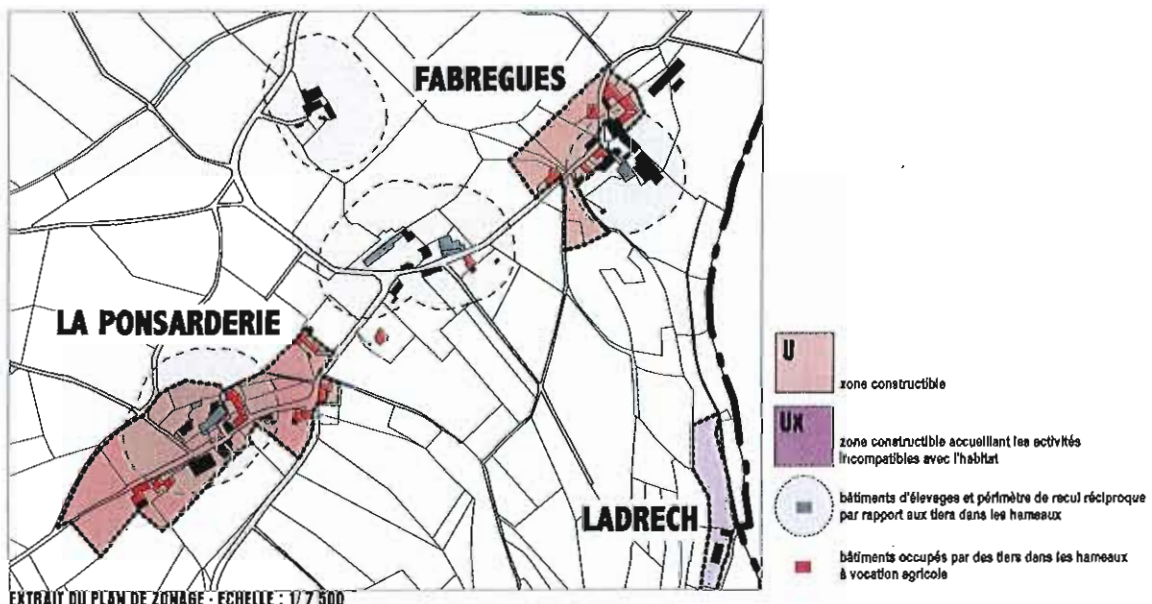 FABREGUES
LA PONSARDERIE
LADRECH
U
zone constructible
Ux
zone constructible accueillant les activités
incompatibles avec l'habitat
bâtiments d'élevages et périmètre de recul réciproque
par rapport aux tiers dans les hameaux
bâtiments occupés par des tiers dans les hameaux
à vocation agricole
EXTRAIT DU PLAN DE ZONAGE - ECHELLE : 1/7 500